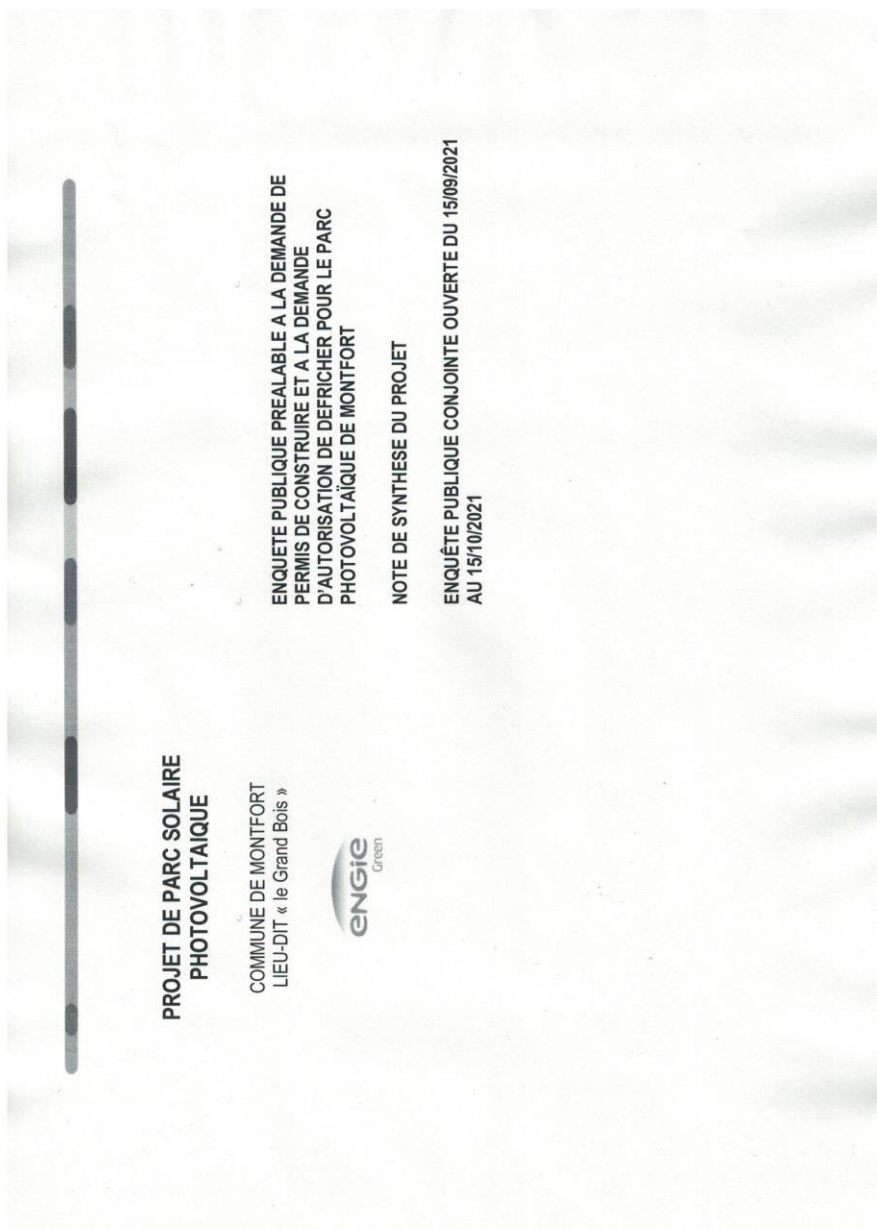 PROJET DE PARC SOLAIRE
PHOTOVOLTAIQUE
COMMUNE DE MONTFORT
LIEU-DIT « le Grand Bois »
ENGIE
Green
ENQUETE PUBLIQUE PREALABLE A LA DEMANDE DE
PERMIS DE CONSTRUIRE ET A LA DEMANDE
D'AUTORISATION DE DEFRICHER POUR LE PARC
PHOTOVOLTAÏQUE DE MONTFORT
NOTE DE SYNTHESE DU PROJET
ENQUÊTE PUBLIQUE CONJOINTE OUVERTE DU 15/09/2021
AU 15/10/2021